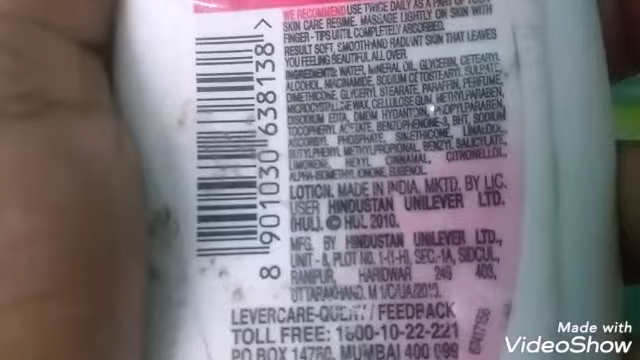 WE RECOMMEND USE TWICE DAILY AS A PART OF YOUR
SKIN CARE REGIME. MASSAGE LIGHTLY ON SKIN WITH
FINGER-TIPS UNTIL COMPLETELY ABSORBED.
RESULT SOFT, SMOOTH AND RADIANT SKIN THAT LEAVES
YOU FEELING BEAUTIFUL ALL OVER.
INGREDIENTS: WATER, MINERAL OIL, GLYCERIN, CETEARYL
ALCOHOL, NIACINAMIDE, SODIUM CETOSTEARYL SULPHATE,
DIMETHICONE, GLYCERYL STEARATE, PARAFFIN, PERFUME,
MICROCRYSTALLINE WAX, CELLULOSE GUM, METHYLPARABEN,
DISODIUM EDTA, DMDM HYDANTOIN, PROPYLPARABEN,
TOCOPHERYL ACETATE, BENZOPHENONE-3, BHT, SODIUM
ASCORBYL PHOSPHATE, SIMETHICONE, LINALOOL,
BUTYLPHENYL METHYLPROPIONAL, BENZYL SALICYLATE,
LIMONENE, HEXYL CINNAMAL, CITRONELLOL,
ALPHA-ISOMETHYL IONONE, EUGENOL.
LOTION. MADE IN INDIA. MKTD. BY LIC.
USER HINDUSTAN UNILEVER LTD.
(HUL). © HUL 2010.
MFG. BY HINDUSTAN UNILEVER LTD.,
UNIT - II, PLOT NO. 1-(1-H), SEC.-1A, SIDCUL,
RANIPUR, HARIDWAR 249 403,
UTTARAKHAND.
LEVERCARE-QUERY / FEEDBACK
TOLL FREE: 1800-10-22-221
PO BOX 14760, MUMBAI 400 099
8 901030 638138 >
Made with
VideoShow